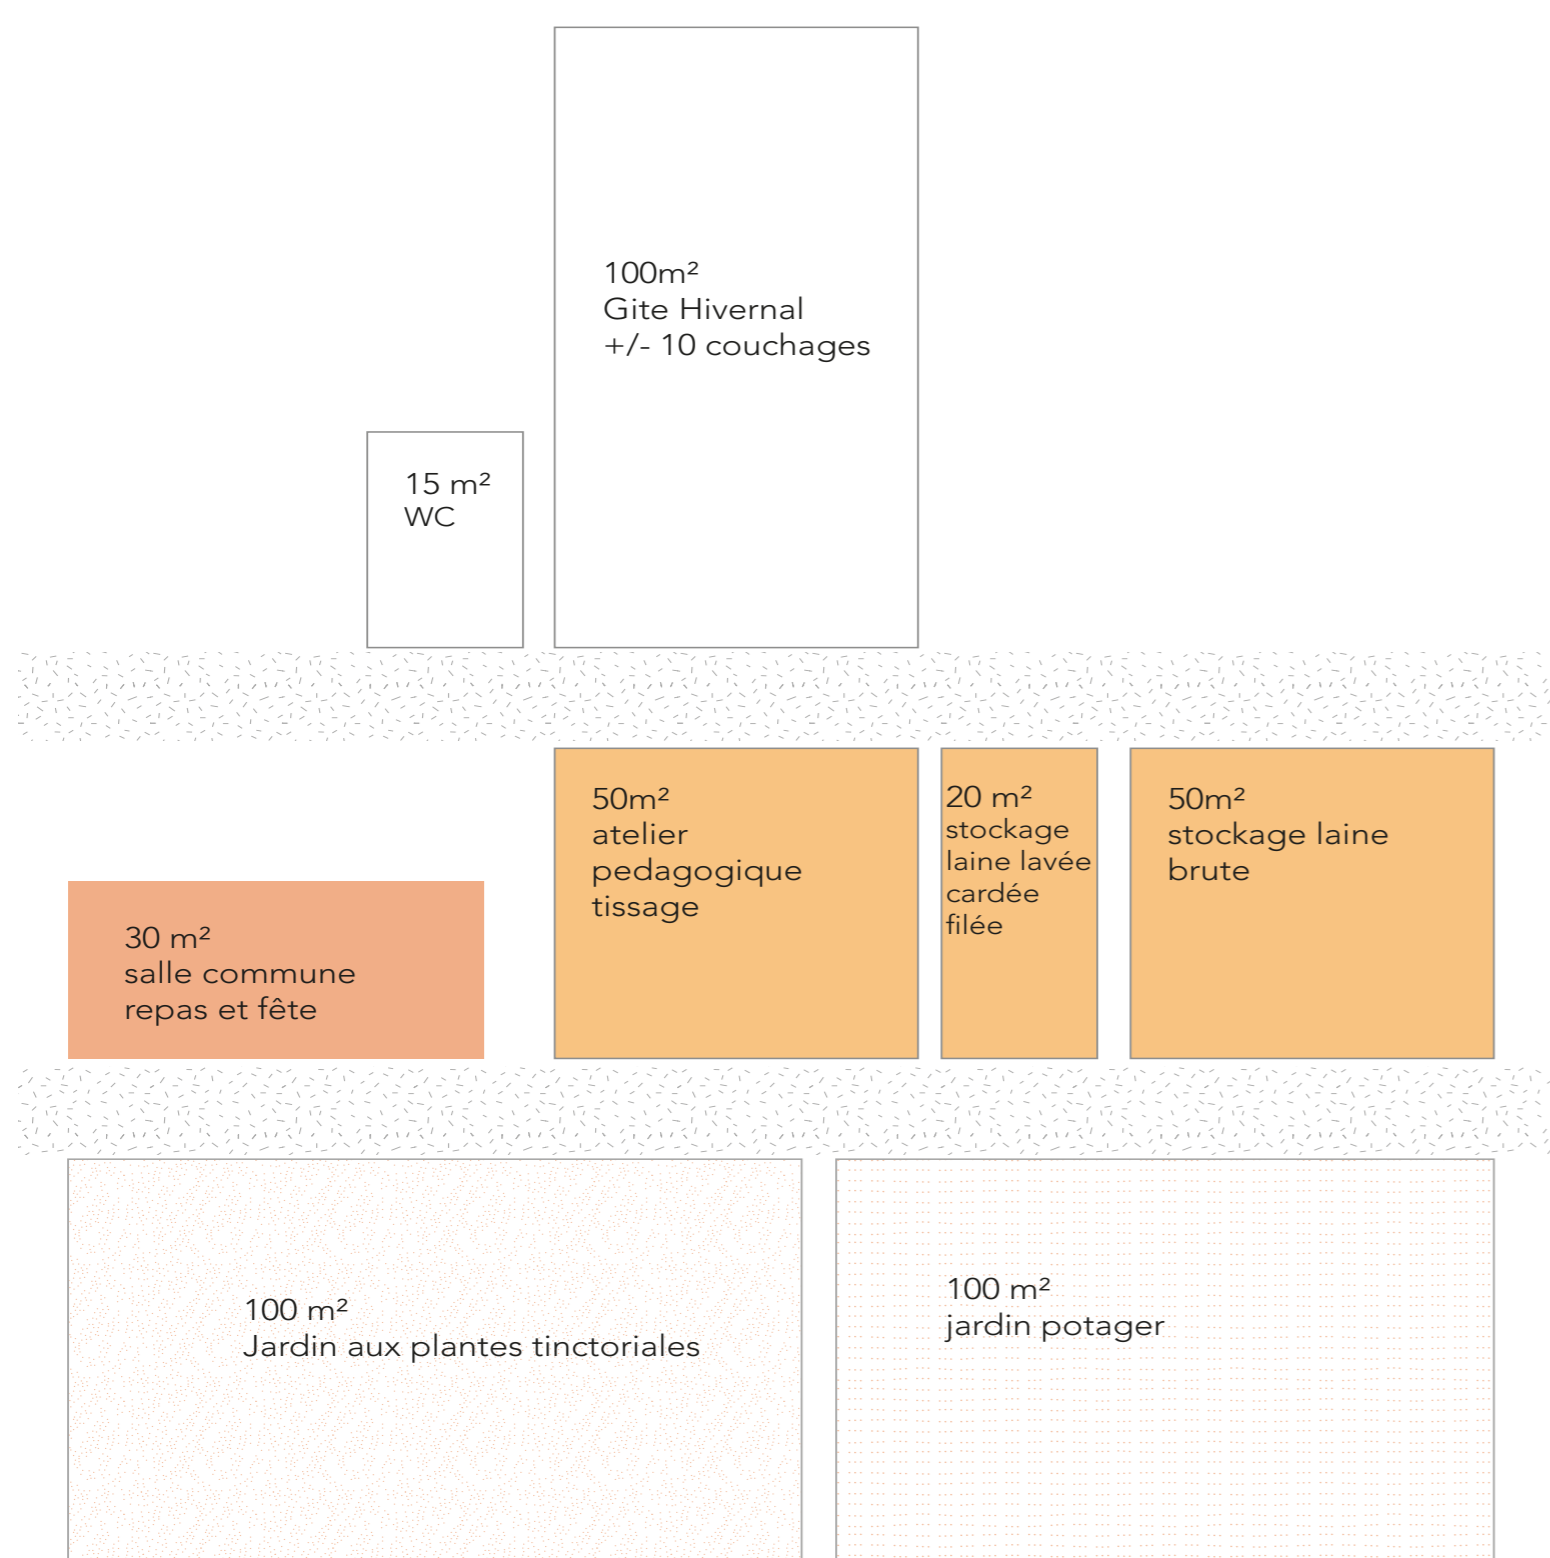 100m²
Gite Hivernal
+/- 10 couchages
15 m²
WC
50m²
atelier
pedagogique
tissage
20 m²
stockage
laine lavée
cardée
filée
50m²
stockage laine
brute
30 m²
salle commune
repas et fête
100 m²
Jardin aux plantes tinctoriales
100 m²
jardin potager